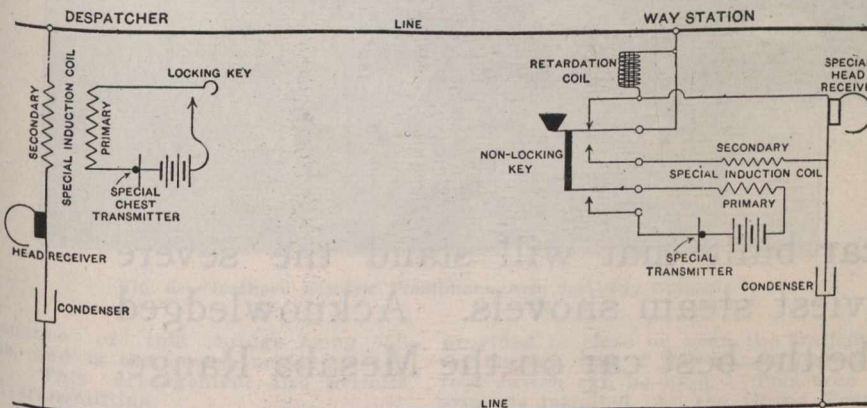 DESPATCHER
LINE
WAY STATION
SECONDARY
SPECIAL INDUCTION COIL
PRIMARY
LOCKING KEY
SPECIAL
CHEST
TRANSMITTER
HEAD RECEIVER
CONDENSER
RETARDATION
COIL
SPECIAL
HEAD
RECEIVER
NON-LOCKING
KEY
SECONDARY
SPECIAL INDUCTION COIL
PRIMARY
SPECIAL
TRANSMITTER
CONDENSER
LINE
will stand the severe
steam shovels. Acknowledged
be the best car on the Mesaba Range.